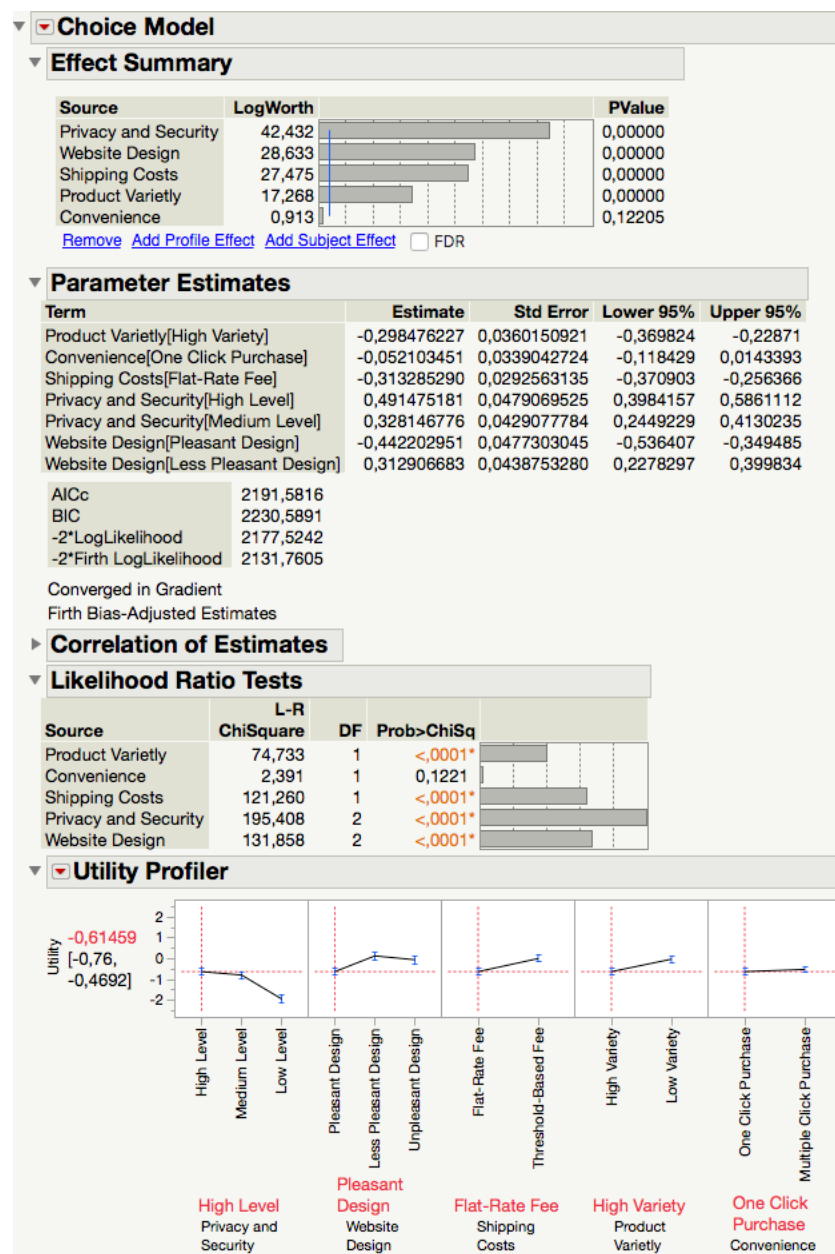 Choice Model
Effect Summary
Source LogWorth PValue
Privacy and Security 42,432 0,00000
Website Design 28,633 0,00000
Shipping Costs 27,475 0,00000
Product Varietly 17,268 0,00000
Convenience 0,913 0,12205
Remove Add Profile Effect Add Subject Effect FDR
Parameter Estimates
Term Estimate Std Error Lower 95% Upper 95%
Product Varietly[High Variety] -0,298476227 0,0360150921 -0,369824 -0,22871
Convenience[One Click Purchase] -0,052103451 0,0339042724 -0,118429 0,0143393
Shipping Costs[Flat-Rate Fee] -0,313285290 0,0292563135 -0,370903 -0,256366
Privacy and Security[High Level] 0,491475181 0,0479069525 0,3984157 0,5861112
Privacy and Security[Medium Level] 0,328146776 0,0429077784 0,2449229 0,4130235
Website Design[Pleasant Design] -0,442202951 0,0477303045 -0,536407 -0,349485
Website Design[Less Pleasant Design] 0,312906683 0,0438753280 0,2278297 0,399834
AICc 2191,5816
BIC 2230,5891
-2*LogLikelihood 2177,5242
-2*Firth LogLikelihood 2131,7605
Converged in Gradient
Firth Bias-Adjusted Estimates
Correlation of Estimates
Likelihood Ratio Tests
L-R
Source ChiSquare DF Prob>ChiSq
Product Varietly 74,733 1 <,0001*
Convenience 2,391 1 0,1221
Shipping Costs 121,260 1 <,0001*
Privacy and Security 195,408 2 <,0001*
Website Design 131,858 2 <,0001*
Utility Profiler
Utility
-0,61459
[-0,76,
-0,4692]
2
1
0
-1
-2
High Level
Medium Level
Low Level
Pleasant Design
Less Pleasant Design
Unpleasant Design
Flat-Rate Fee
Threshold-Based Fee
High Variety
Low Variety
One Click Purchase
Multiple Click Purchase
High Level
Privacy and
Security
Pleasant
Design
Website
Design
Flat-Rate Fee
Shipping
Costs
High Variety
Product
Varietly
One Click
Purchase
Convenience